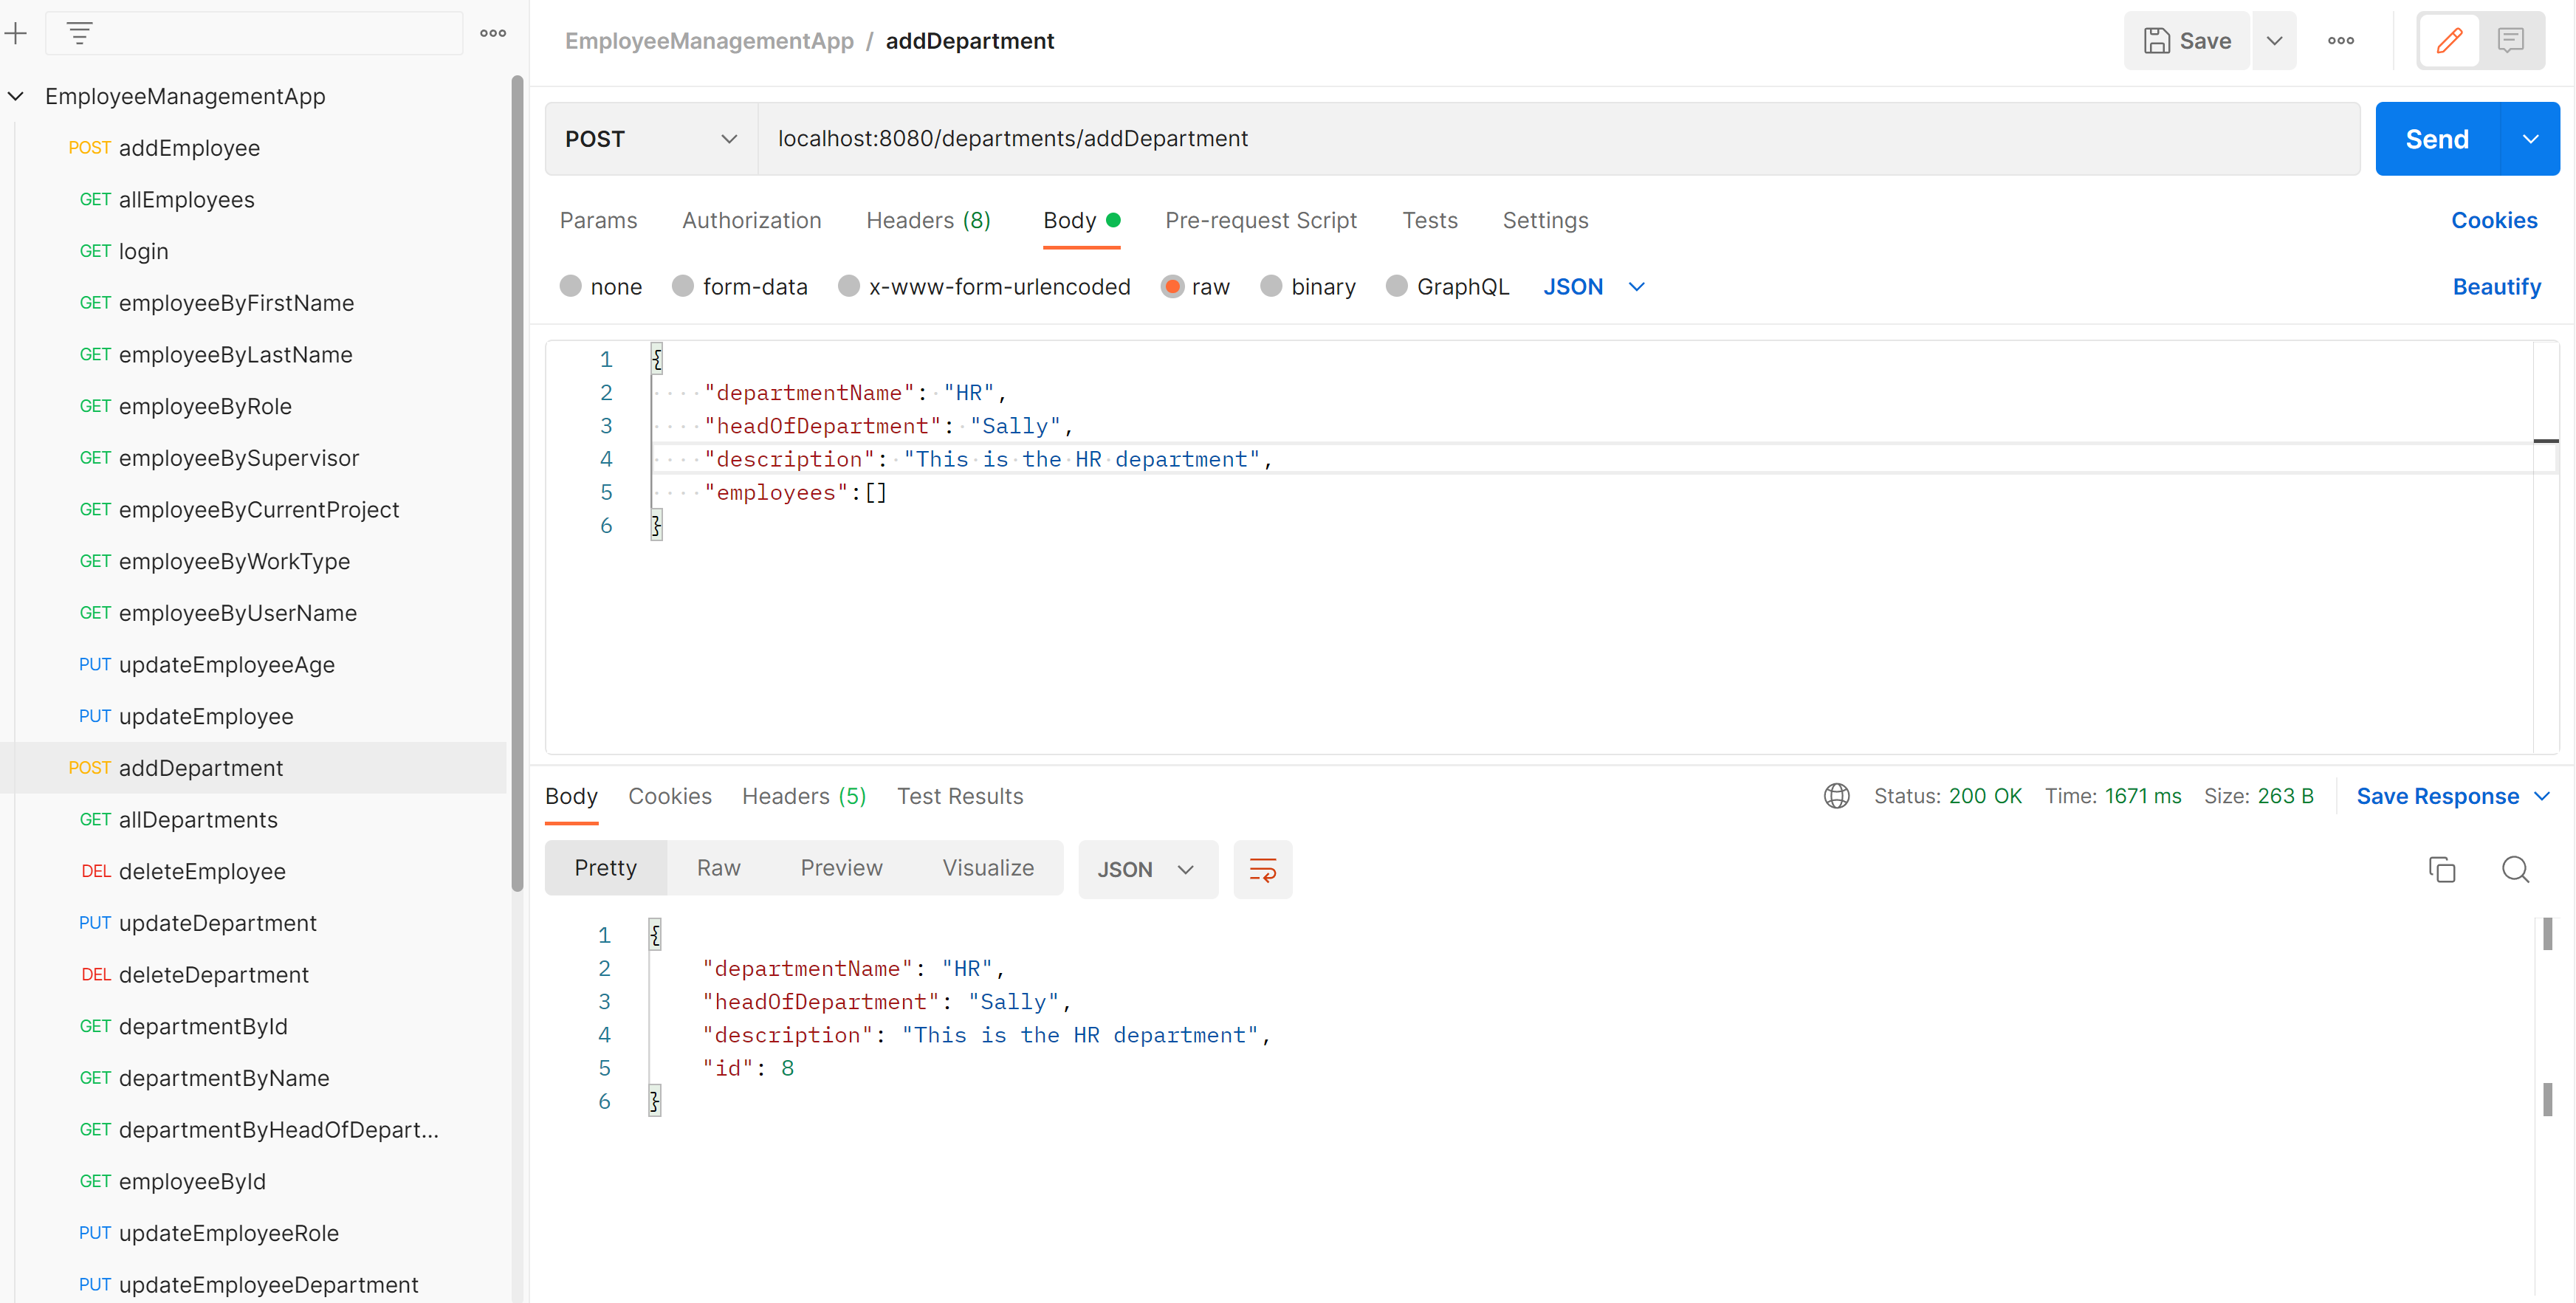 EmployeeManagementApp
POST addEmployee
GET allEmployees
GET login
GET employeeByFirstName
GET employeeByLastName
GET employeeByRole
GET employeeBySupervisor
GET employeeByCurrentProject
GET employeeByWorkType
GET employeeByUserName
PUT updateEmployeeAge
PUT updateEmployee
POST addDepartment
GET allDepartments
DEL deleteEmployee
PUT updateDepartment
DEL deleteDepartment
GET departmentById
GET departmentByName
GET departmentByHeadOfDepart...
GET employeeById
PUT updateEmployeeRole
PUT updateEmployeeDepartment
EmployeeManagementApp / addDepartment
Save
POST localhost:8080/departments/addDepartment Send
Params Authorization Headers (8) Body Pre-request Script Tests Settings Cookies
none form-data x-www-form-urlencoded raw binary GraphQL JSON Beautify
1 {
2 "departmentName": "HR",
3 "headOfDepartment": "Sally",
4 "description": "This is the HR department",
5 "employees":[]
6 }
Body Cookies Headers (5) Test Results Status: 200 OK Time: 1671 ms Size: 263 B Save Response
Pretty Raw Preview Visualize JSON
1 {
2 "departmentName": "HR",
3 "headOfDepartment": "Sally",
4 "description": "This is the HR department",
5 "id": 8
6 }